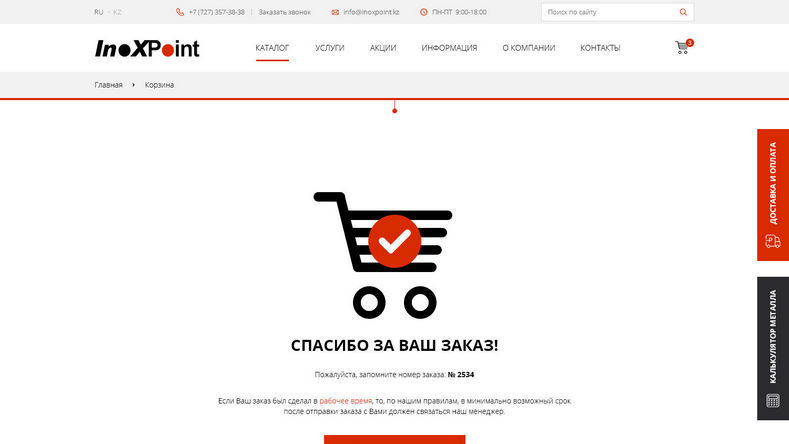 RU KZ +7 (727) 357-38-38 Заказать звонок info@inoxpoint.kz ПН-ПТ 9:00-18:00 Поиск по сайту
InoXPoint КАТАЛОГ УСЛУГИ АКЦИИ ИНФОРМАЦИЯ О КОМПАНИИ КОНТАКТЫ 3
Главная Корзина
ДОСТАВКА И ОПЛАТА
КАЛЬКУЛЯТОР МЕТАЛЛА
СПАСИБО ЗА ВАШ ЗАКАЗ!
Пожалуйста, запомните номер заказа: № 2534
Если Ваш заказ был сделал в рабочее время, то, по нашим правилам, в минимально возможный срок
после отправки заказа с Вами должен связаться наш менеджер.